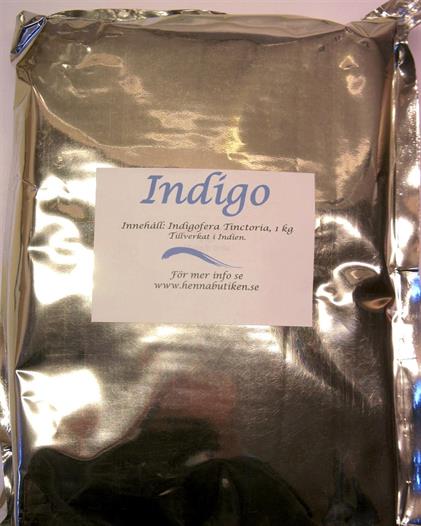 Indigo
Innehåll: Indigofera Tinctoria, 1 kg
Tillverkat i Indien.
För mer info se
www.hennabutiken.se